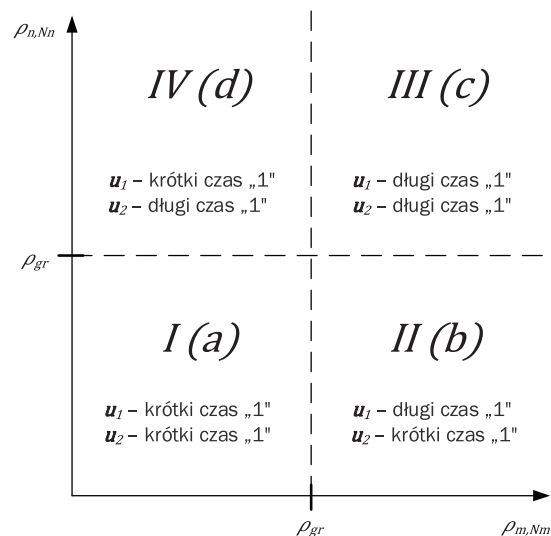 ρn,Nn
IV (d)
III (c)
u1 – krótki czas „1"
u2 – długi czas „1"
u1 – długi czas „1"
u2 – długi czas „1"
ρgr
I (a)
II (b)
u1 – krótki czas „1"
u2 – krótki czas „1"
u1 – długi czas „1"
u2 – krótki czas „1"
ρgr
ρm,Nm